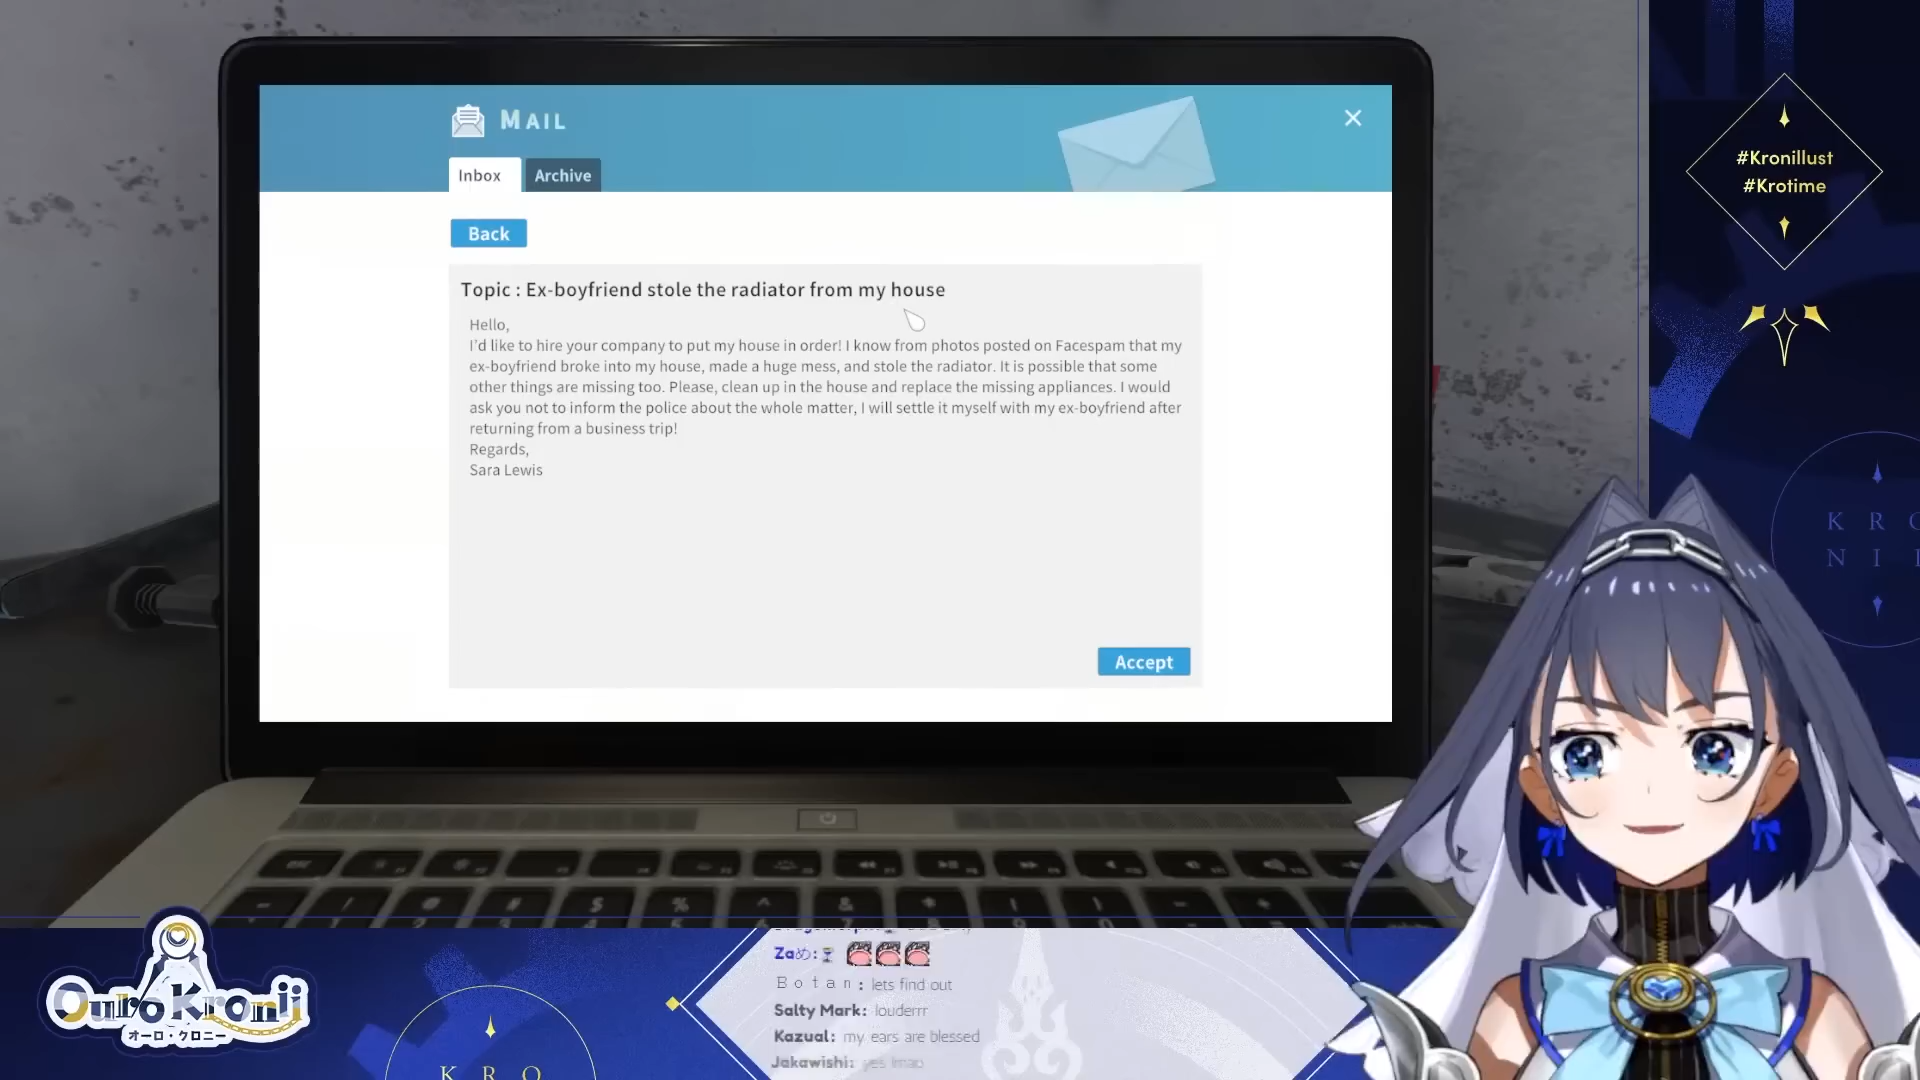 MAIL
Inbox
Archive
Back
Topic : Ex-boyfriend stole the radiator from my house
Hello,
I'd like to hire your company to put my house in order! I know from photos posted on Facespam that my
ex-boyfriend broke into my house, made a huge mess, and stole the radiator. It is possible that some
other things are missing too. Please, clean up in the house and replace the missing appliances. I would
ask you not to inform the police about the whole matter, I will settle it myself with my ex-boyfriend after
returning from a business trip!
Regards,
Sara Lewis
Accept
#Kronillust
#Krotime
K R O
N I I
Ouro Kronii
オーロ・クロニー
K R O
Zaめ:
Botan: lets find out
Salty Mark: louderrr
Kazual: my ears are blessed
Jakawishi: yes lmao